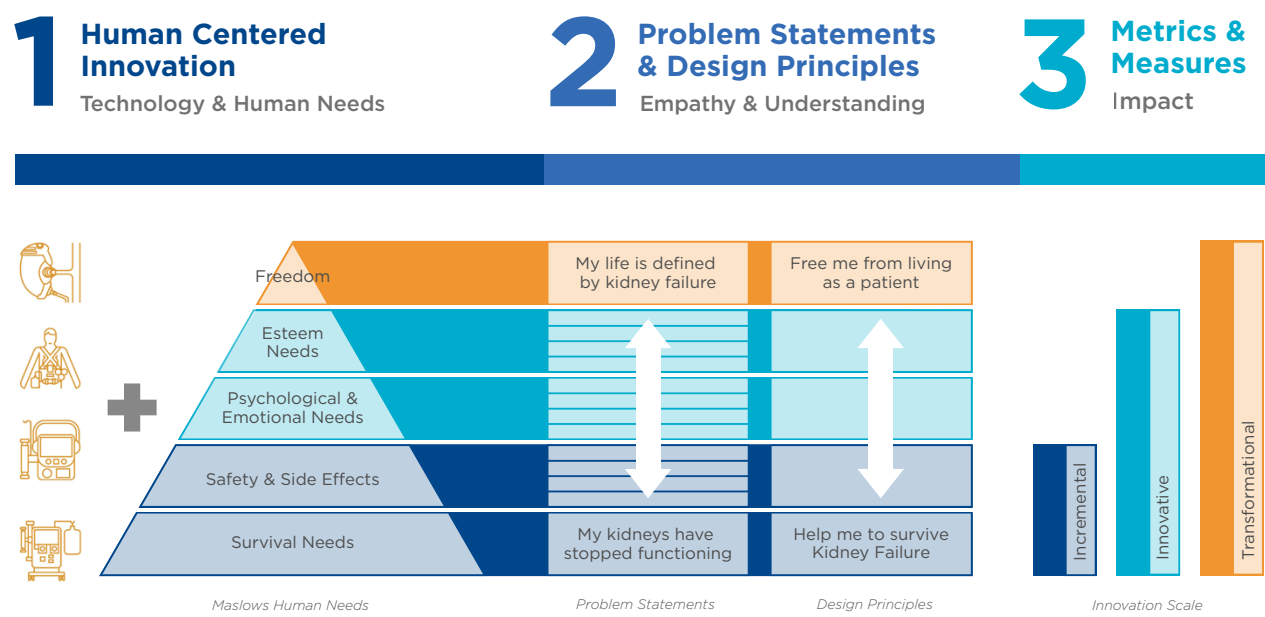 1
Human Centered
Innovation
Technology & Human Needs
2
Problem Statements
& Design Principles
Empathy & Understanding
3
Metrics &
Measures
Impact
Freedom
My life is defined
by kidney failure
Free me from living
as a patient
Esteem
Needs
Psychological &
Emotional Needs
Safety & Side Effects
Survival Needs
My kidneys have
stopped functioning
Help me to survive
Kidney Failure
Incremental
Innovative
Transformational
Maslows Human Needs
Problem Statements
Design Principles
Innovation Scale